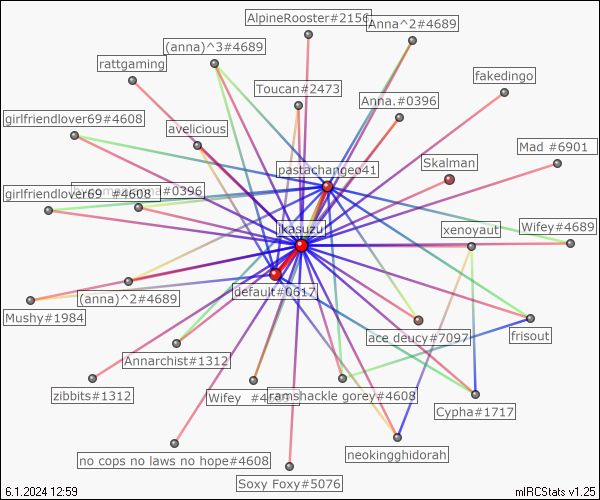 AlpineRooster#2156
Anna^2#4689
(anna)^3#4689
rattgaming
fakedingo
Toucan#2473
Anna.#0396
girlfriendlover69#4608
avelicious
Mad #6901
Skalman
pastachangeo41
girlfriendlover69 #4608
#0396
ikasuzu
xenoyaut
Wifey#4689
default#0617
(anna)^2#4689
Mushy#1984
ace deucy#7097
frisout
Annarchist#1312
zibbits#1312
Wifey
ramshackle gorey#4608
Cypha#1717
no cops no laws no hope#4608
neokingghidorah
Soxy Foxy#5076
6.1.2024 12:59
mIRCStats v1.25